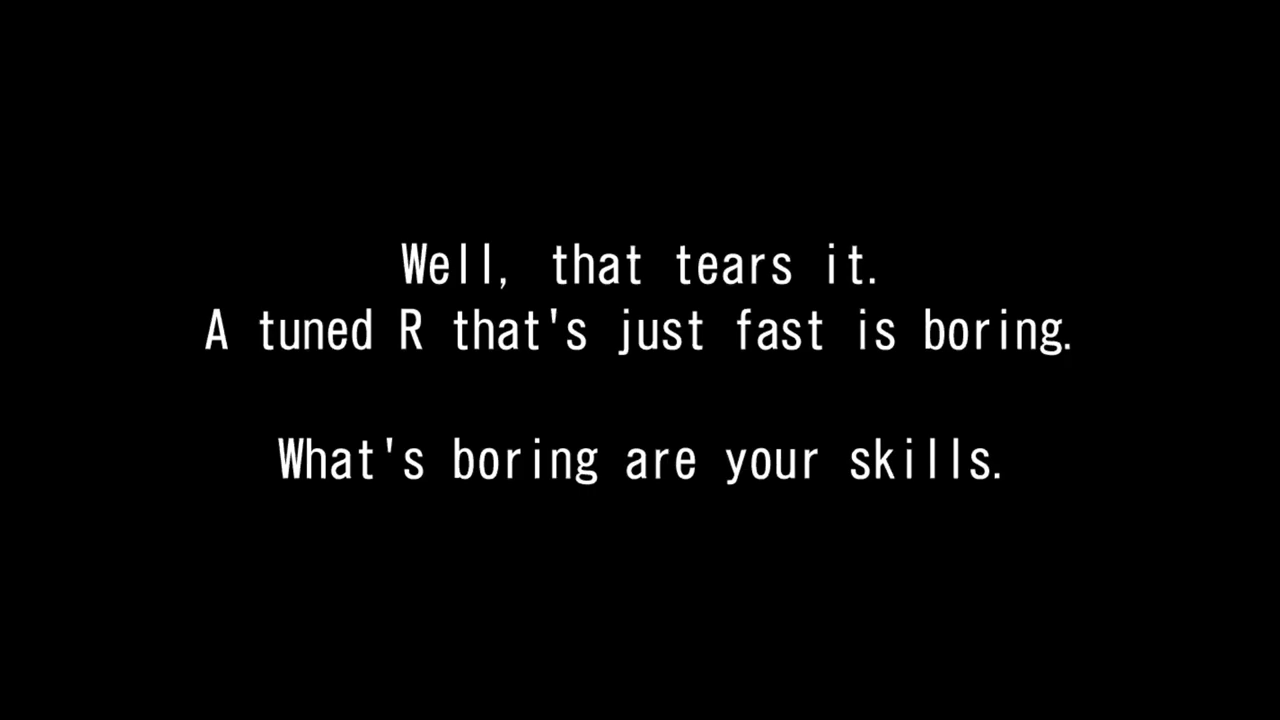 Well, that tears it.
A tuned R that's just fast is boring.
What's boring are your skills.